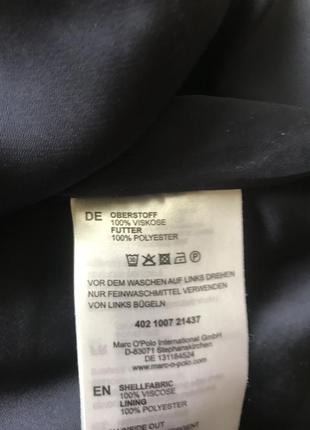 DE OBERSTOFF
100% VISKOSE
FUTTER
100% POLYESTER
VOR DEM WASCHEN AUF LINKS DREHEN
NUR FEINWASCHMITTEL VERWENDEN
VON LINKS BÜGELN
402 1007 21437
Marc O'Polo International GmbH
D-83071 Stephanskirchen
DE 131184524
www.marc-o-polo.com
EN SHELLFABRIC
100% VISCOSE
LINING
100% POLYESTER
INSIDE OUT